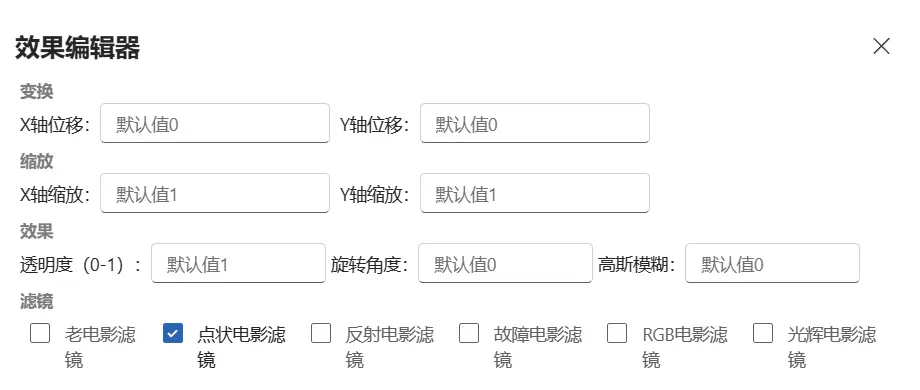 效果编辑器
变换
X轴位移： 默认值0 Y轴位移： 默认值0
缩放
X轴缩放： 默认值1 Y轴缩放： 默认值1
效果
透明度（0-1）： 默认值1 旋转角度： 默认值0 高斯模糊： 默认值0
滤镜
老电影滤镜 点状电影滤镜 反射电影滤镜 故障电影滤镜 RGB电影滤镜 光辉电影滤镜